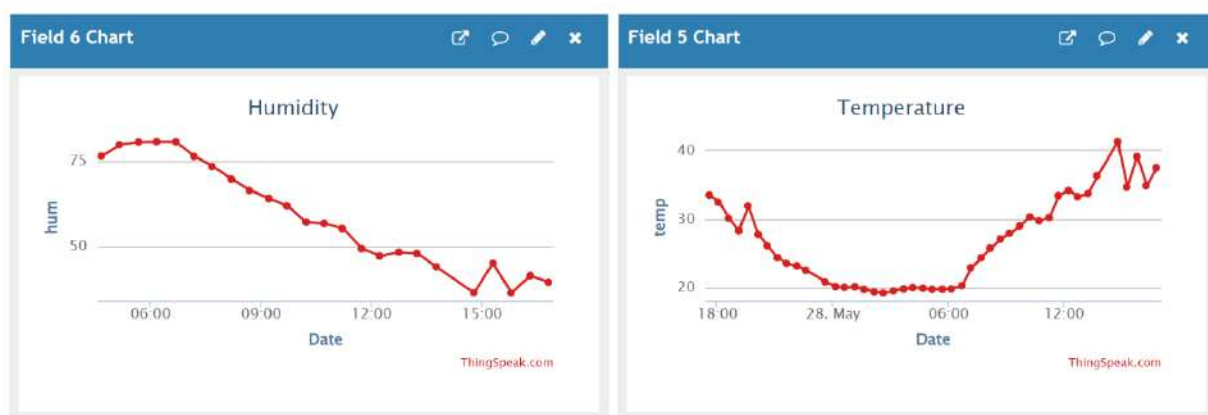 Field 6 Chart
Humidity
75
50
hum
06:00
09:00
12:00
15:00
Date
ThingSpeak.com
Field 5 Chart
Temperature
40
30
20
temp
18:00
28. May
06:00
12:00
Date
ThingSpeak.com